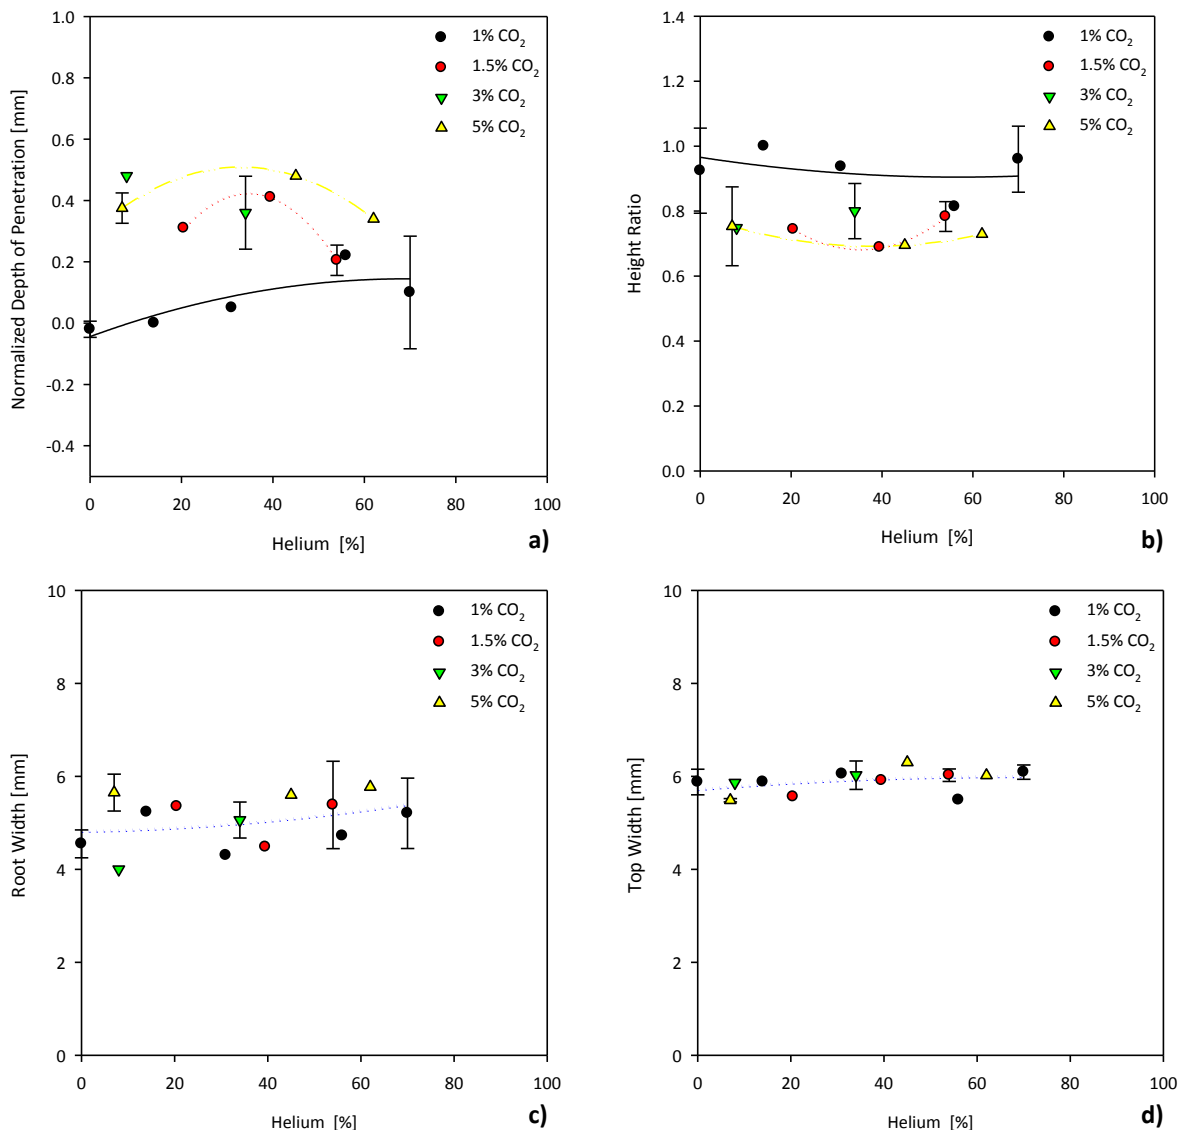 1.0
0.8
0.6
0.4
0.2
0.0
-0.2
-0.4
Normalized Depth of Penetration [mm]
1% CO2
1.5% CO2
3% CO2
5% CO2
0 20 40 60 80 100
Helium [%]
a)
1.4
1.2
1.0
0.8
0.6
0.4
0.2
0.0
Height Ratio
1% CO2
1.5% CO2
3% CO2
5% CO2
0 20 40 60 80 100
Helium [%]
b)
10
8
6
4
2
0
Root Width [mm]
1% CO2
1.5% CO2
3% CO2
5% CO2
0 20 40 60 80 100
Helium [%]
c)
10
8
6
4
2
0
Top Width [mm]
1% CO2
1.5% CO2
3% CO2
5% CO2
0 20 40 60 80 100
Helium [%]
d)